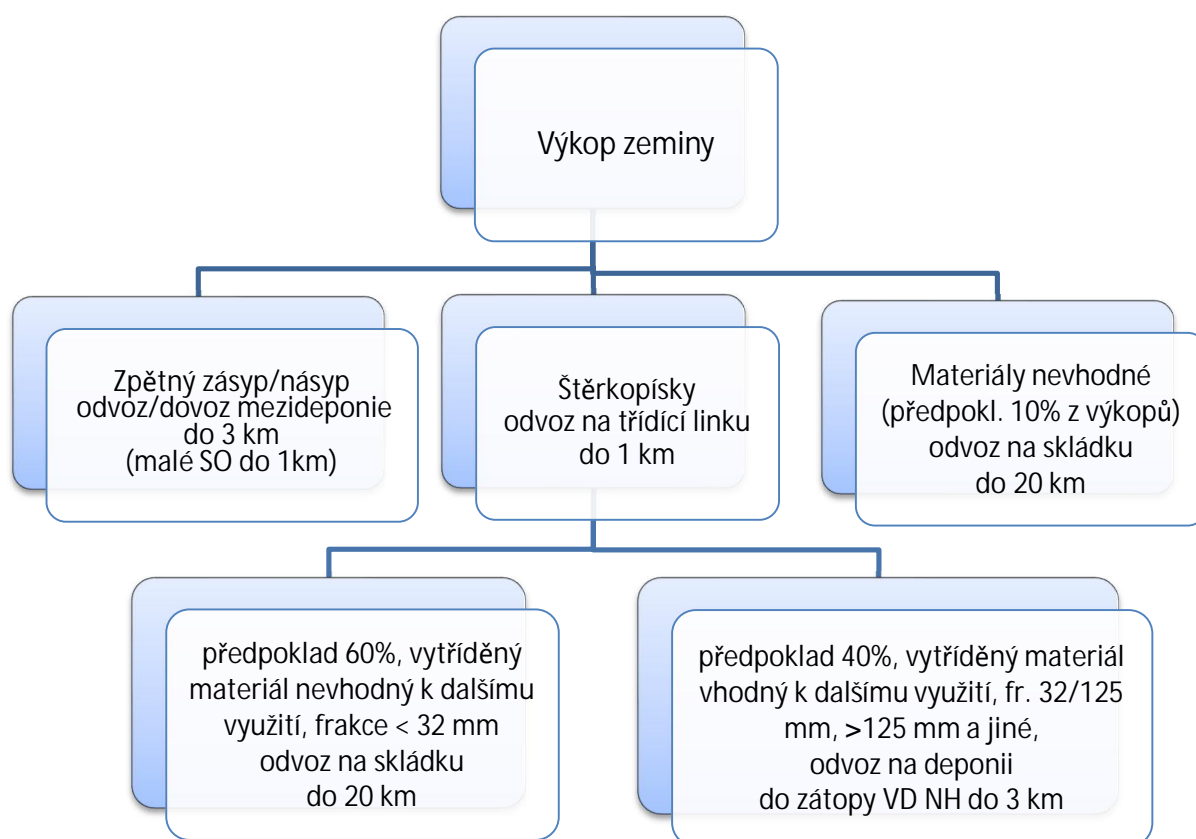 Výkop zeminy
Zpětný zásyp/násyp
odvoz/dovoz mezideponie
do 3 km
(malé SO do 1km)
Štěrkopísky
odvoz na třídící linku
do 1 km
Materiály nevhodné
(předpokl. 10% z výkopů)
odvoz na skládku
do 20 km
předpoklad 60%, vytříděný
materiál nevhodný k dalšímu
využití, frakce < 32 mm
odvoz na skládku
do 20 km
předpoklad 40%, vytříděný materiál
vhodný k dalšímu využití, fr. 32/125
mm, >125 mm a jiné,
odvoz na deponii
do zátopy VD NH do 3 km